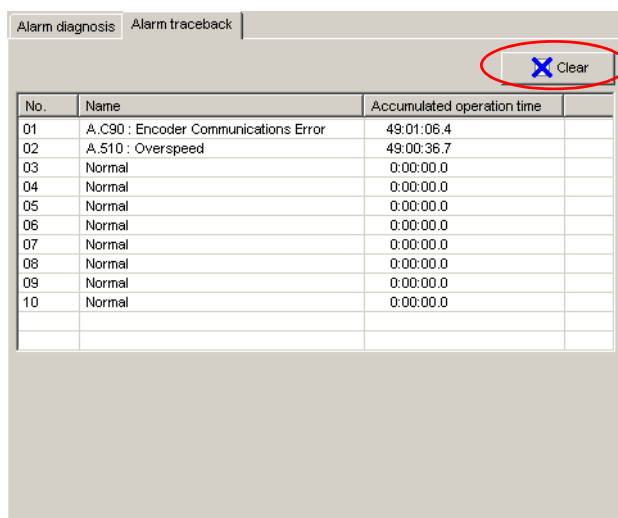 Alarm diagnosis Alarm traceback
Clear
No. Name Accumulated operation time
01 A.C90 : Encoder Communications Error 49:01:06.4
02 A.510 : Overspeed 49:00:36.7
03 Normal 0:00:00.0
04 Normal 0:00:00.0
05 Normal 0:00:00.0
06 Normal 0:00:00.0
07 Normal 0:00:00.0
08 Normal 0:00:00.0
09 Normal 0:00:00.0
10 Normal 0:00:00.0